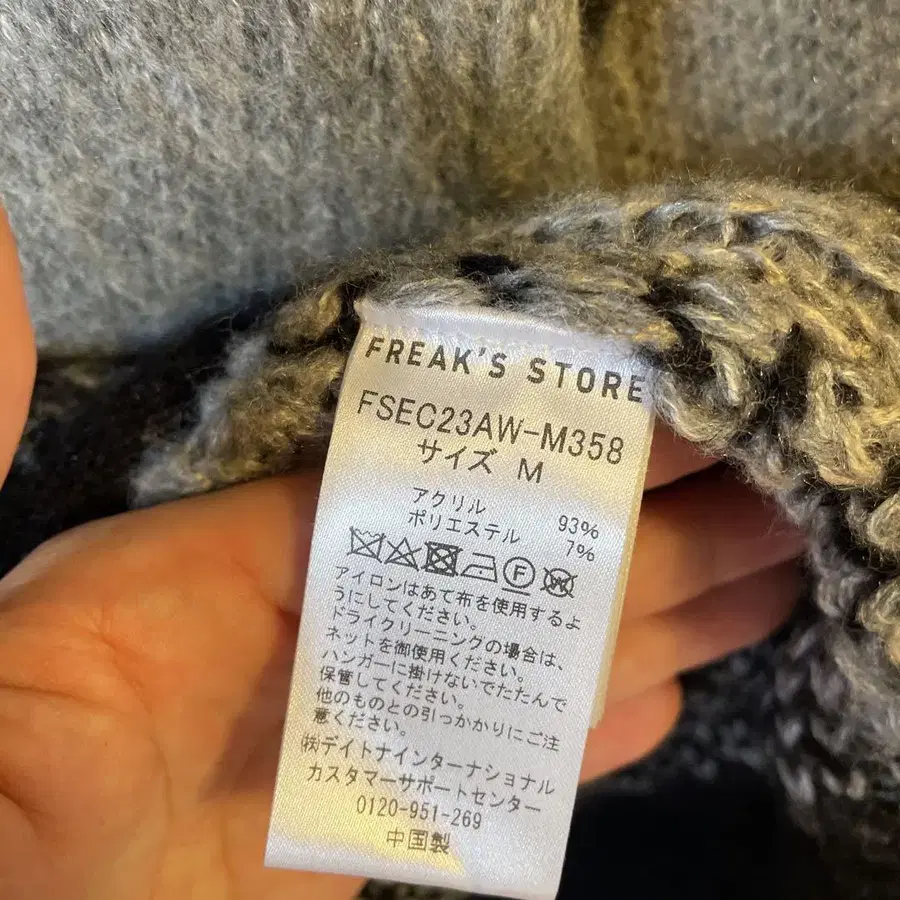 FREAK'S STORE
FSEC23AW-M358
サイズ M
アクリル 93%
ポリエステル 7%
F W
アイロンはあて布を使用するよ
うにしてください。
ドライクリーニングの場合は、
ネットを御使用ください。
ハンガーに掛けないでたたんで
保管してください。
他のものとの引っかかりにご注
意ください。
㈱デイトナインターナショナル
カスタマーサポートセンター
0120-951-269
中国製